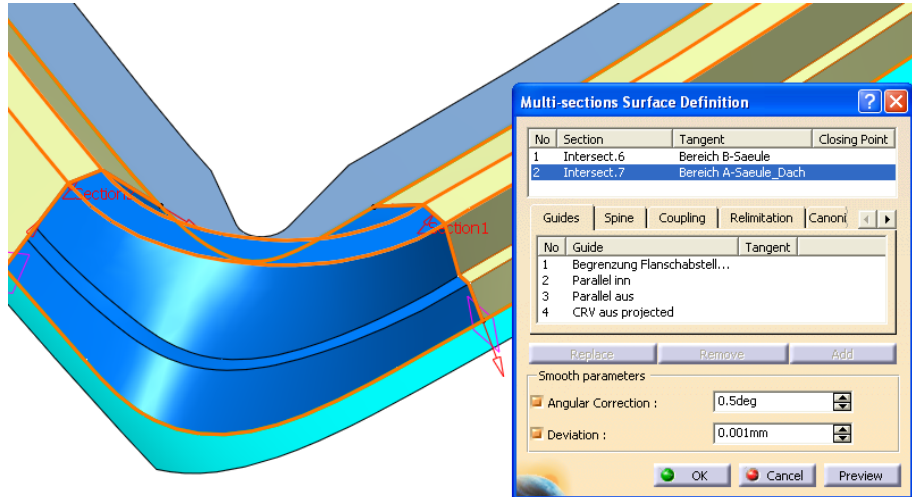 Multi-sections Surface Definition
No Section Tangent Closing Point
1 Intersect.6 Bereich B-Saeule
2 Intersect.7 Bereich A-Saeule_Dach
Guides Spine Coupling Relimitation
No Guide Tangent
1 Begrenzung Flanschabstell...
2 Parallel inn
3 Parallel aus
4 CRV aus projected
Replace Remove Add
Smooth parameters
Angular Correction : 0.5deg
Deviation : 0.001mm
OK Cancel Preview